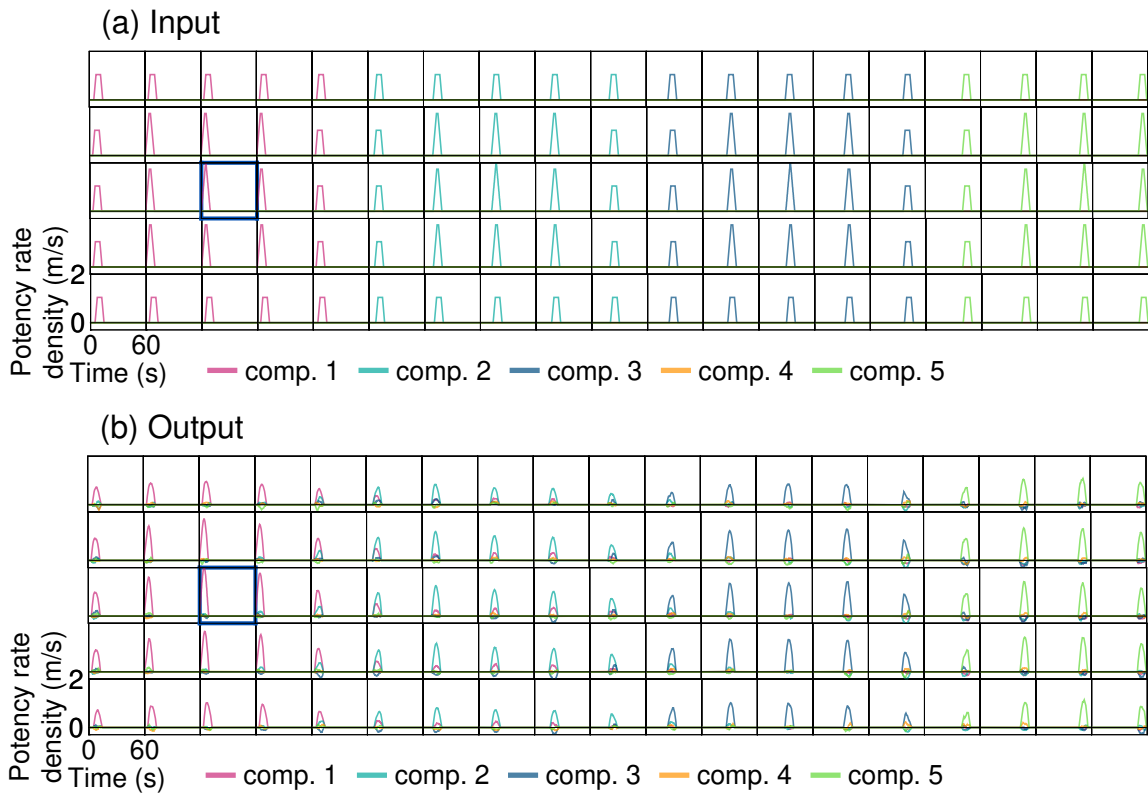 (a) Input
Potency rate
density (m/s)
2
0
0 60
Time (s)
comp. 1 comp. 2 comp. 3 comp. 4 comp. 5
(b) Output
Potency rate
density (m/s)
2
0
0 60
Time (s)
comp. 1 comp. 2 comp. 3 comp. 4 comp. 5